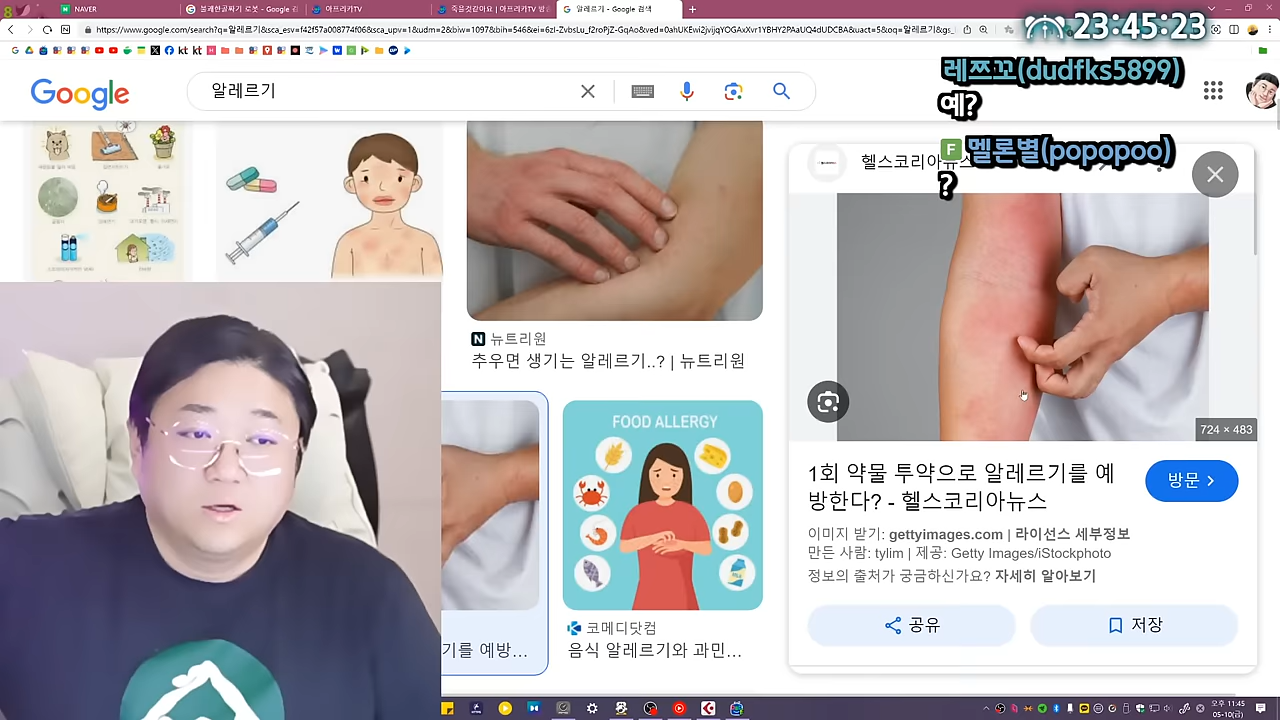 NAVER
아프리카TV
알레르기 - Google 검색
23:45:23
레쯔꼬(dudfks5899)
예?
F 멜론별(popopoo)
?
Google
알레르기
뉴트리원
추우면 생기는 알레르기..? | 뉴트리원
기를 예방...
FOOD ALLERGY
코메디닷컴
음식 알레르기와 과민...
724 × 483
1회 약물 투약으로 알레르기를 예
방한다? - 헬스코리아뉴스
방문
이미지 받기: gettyimages.com | 라이선스 세부정보
만든 사람: tylim | 제공: Getty Images/iStockphoto
정보의 출처가 궁금하신가요? 자세히 알아보기
공유
저장
오후 11:45